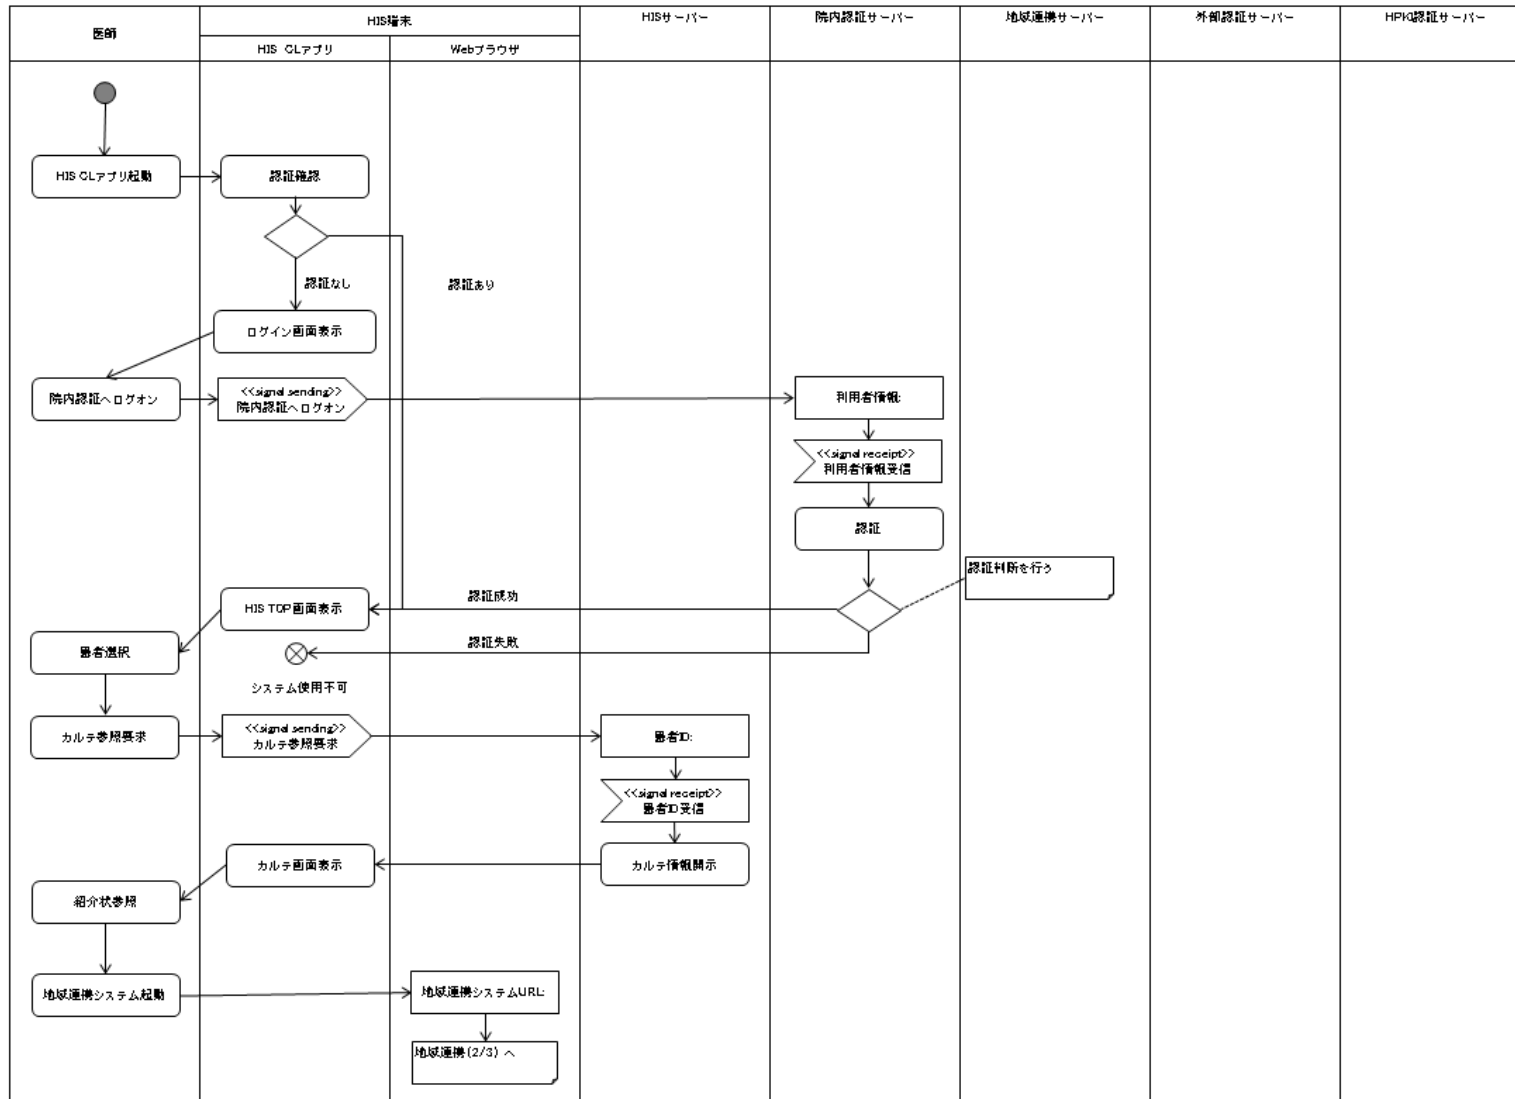 医師
HIS端末
HIS CLアプリ
Webブラウザ
HISサーバー
院内認証サーバー
地域連携サーバー
外部認証サーバー
HPKI認証サーバー
HIS CLアプリ起動
認証確認
認証なし
認証あり
ログイン画面表示
院内認証へログオン
<<signal sending>>
院内認証へログオン
利用者情報:
<<signal receipt>>
利用者情報受信
認証
認証判断を行う
認証成功
HIS TOP画面表示
認証失敗
患者選択
システム使用不可
カルテ参照要求
<<signal sending>>
カルテ参照要求
患者ID:
<<signal receipt>>
患者ID受信
カルテ画面表示
カルテ情報開示
紹介状参照
地域連携システム起動
地域連携システムURL:
地域連携(2/3) へ